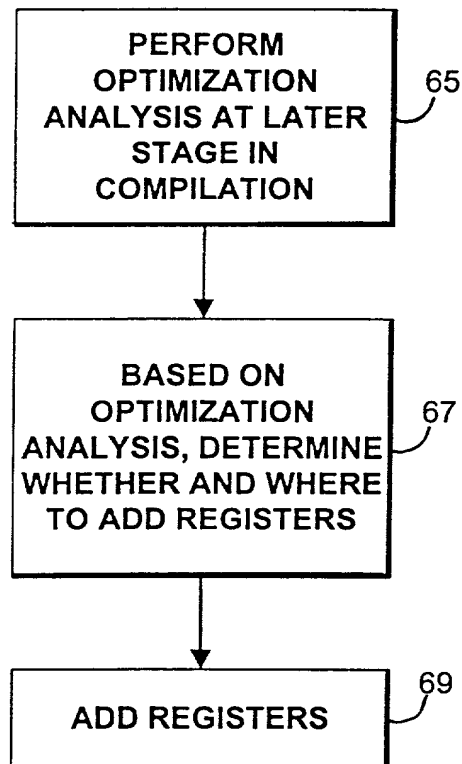 PERFORM
OPTIMIZATION
ANALYSIS AT LATER
STAGE IN
COMPILATION
65
BASED ON
OPTIMIZATION
ANALYSIS, DETERMINE
WHETHER AND WHERE
TO ADD REGISTERS
67
ADD REGISTERS
69